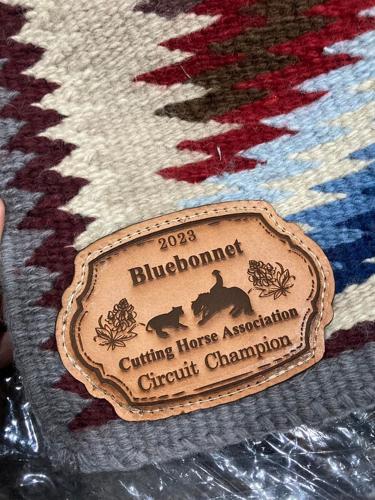 2023
Bluebonnet
Cutting Horse Association
Circuit Champion